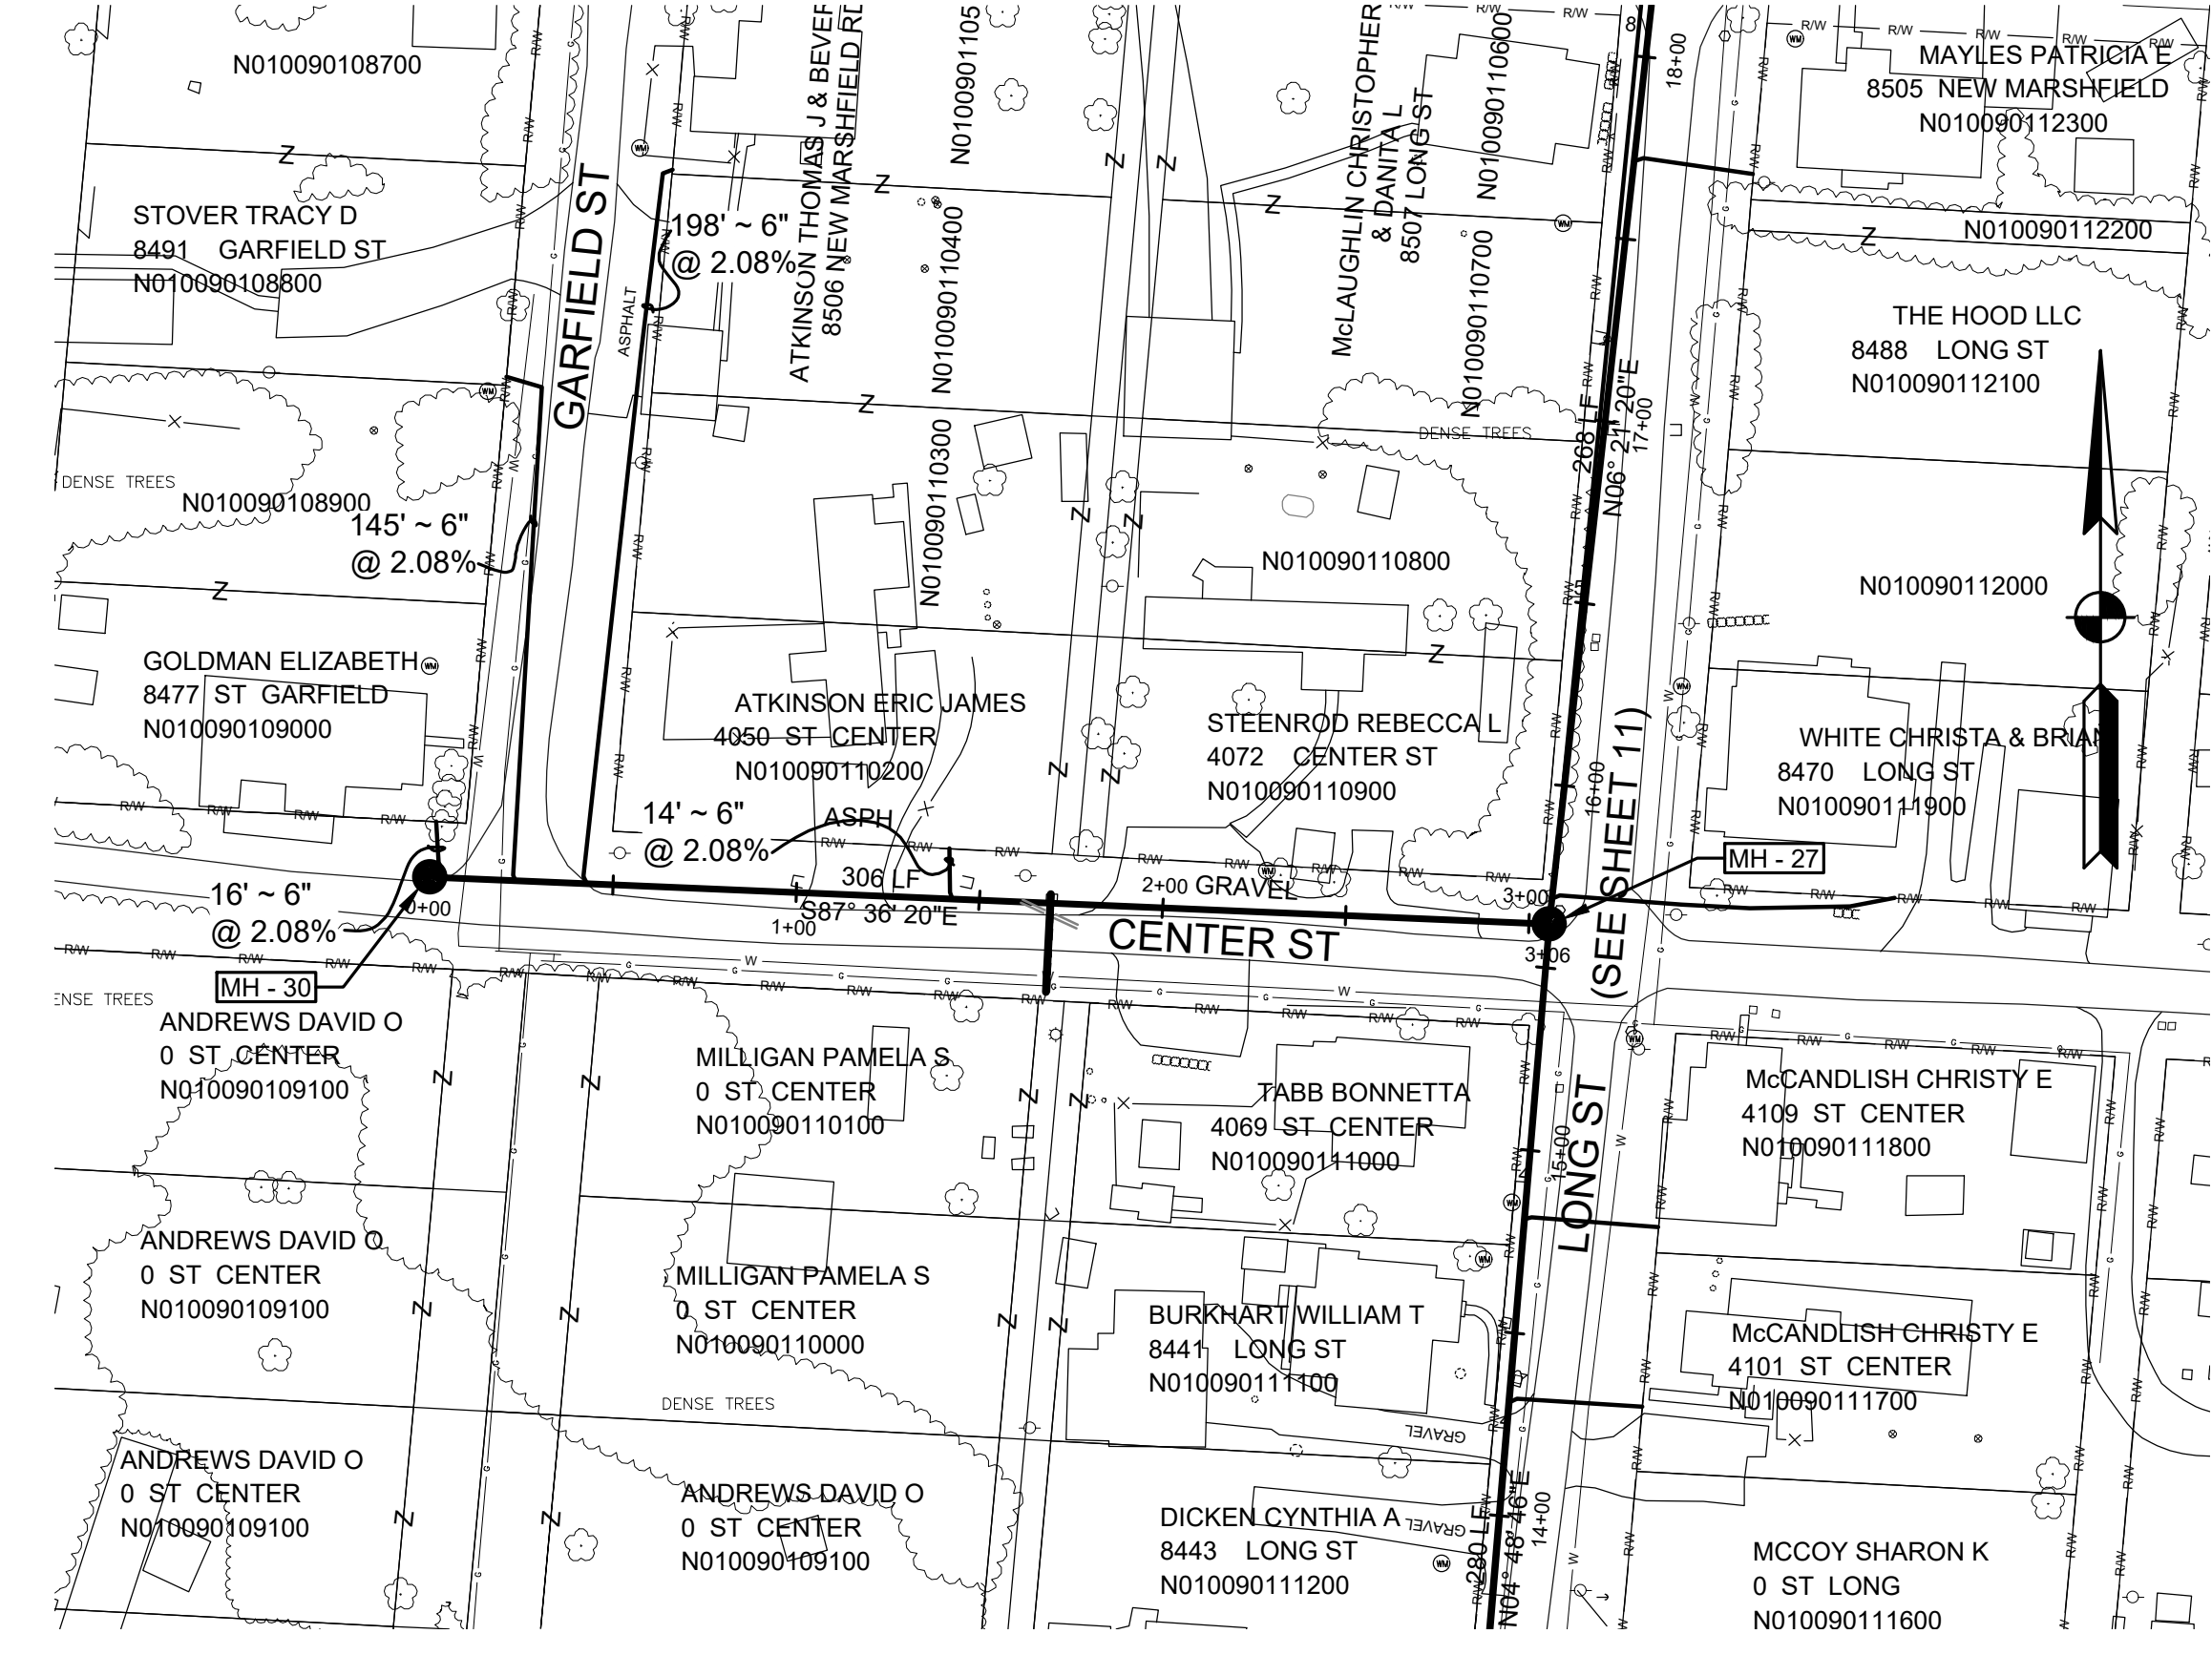 N010090108700
STOVER TRACY D
8491 GARFIELD ST
N010090108800
GARFIELD ST
ASPHALT
198' ~ 6"
@ 2.08%
ATKINSON THOMAS J & BEVER
8506 NEW MARSHFIELD RD
N0100901105
N010090110400
N010090110300
McLAUGHLIN CHRISTOPHER
& DANITA L
8507 LONG ST
N010090110600
N010090110700
18+00
MAYLES PATRICIA E
8505 NEW MARSHFIELD
N010090112300
N010090112200
THE HOOD LLC
8488 LONG ST
N010090112100
268 LF
N06° 21' 20"E
17+00
DENSE TREES
DENSE TREES
N010090108900
145' ~ 6"
@ 2.08%
N010090110800
N010090112000
GOLDMAN ELIZABETH
8477 ST GARFIELD
N010090109000
ATKINSON ERIC JAMES
4050 ST CENTER
N010090110200
STEENROD REBECCA L
4072 CENTER ST
N010090110900
16+00
(SEE SHEET 11)
WHITE CHRISTA & BRIAN
8470 LONG ST
N010090111900
14' ~ 6"
@ 2.08%
ASPH
306 LF
S87° 36' 20"E
2+00 GRAVEL
3+00
MH - 27
16' ~ 6"
@ 2.08%
0+00
1+00
CENTER ST
3+06
MH - 30
ENSE TREES
ANDREWS DAVID O
0 ST CENTER
N010090109100
MILLIGAN PAMELA S
0 ST CENTER
N010090110100
TABB BONNETTA
4069 ST CENTER
N010090111000
15+00
LONG ST
McCANDLISH CHRISTY E
4109 ST CENTER
N010090111800
ANDREWS DAVID O
0 ST CENTER
N010090109100
MILLIGAN PAMELA S
0 ST CENTER
N010090110000
DENSE TREES
BURKHART WILLIAM T
8441 LONG ST
N010090111100
GRAVEL
McCANDLISH CHRISTY E
4101 ST CENTER
N010090111700
ANDREWS DAVID O
0 ST CENTER
N010090109100
ANDREWS DAVID O
0 ST CENTER
N010090109100
DICKEN CYNTHIA A
8443 LONG ST
N010090111200
GRAVEL
280 LF
N04° 48' 46"E
14+00
MCCOY SHARON K
0 ST LONG
N010090111600